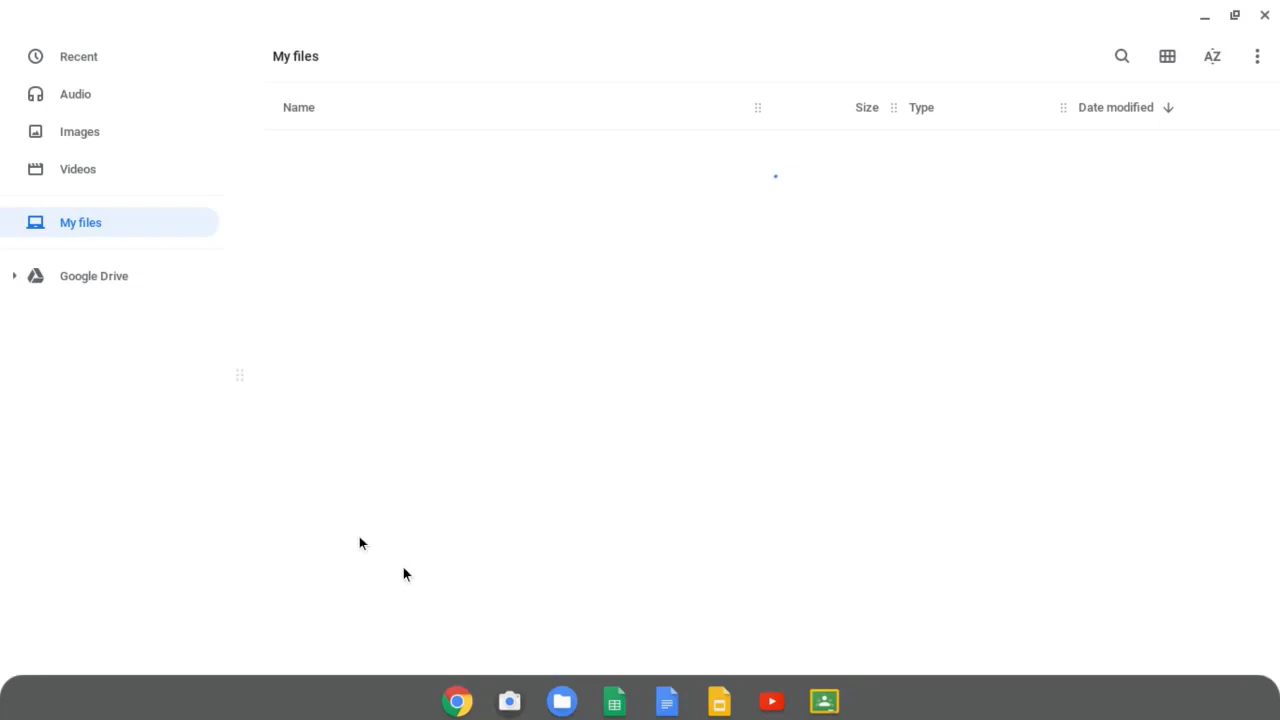 Recent
Audio
Images
Videos
My files
Google Drive
My files
AZ
Name
Size
Type
Date modified